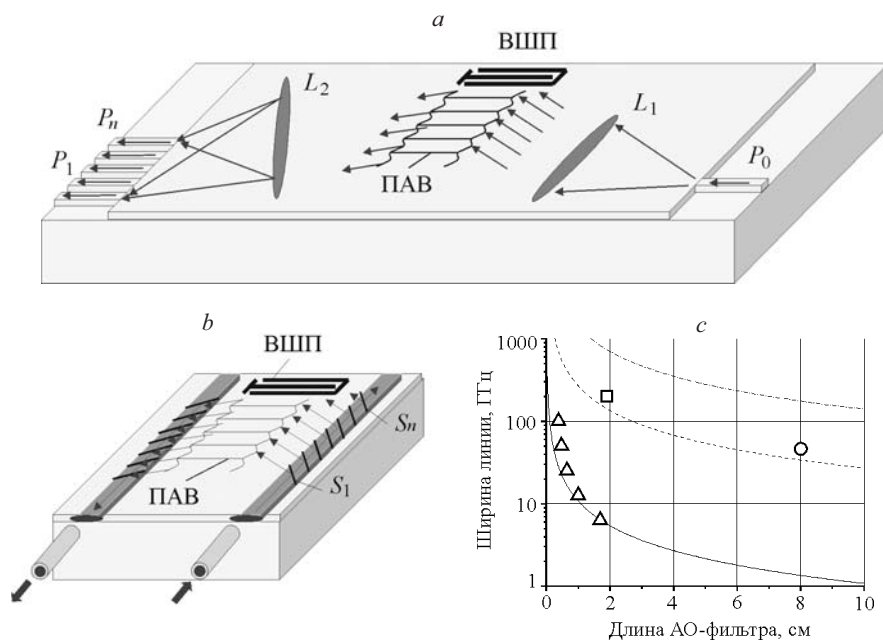 a
ВШП
L2
L1
Pn
P1
P0
ПАВ
b
ВШП
Sn
S1
ПАВ
c
Ширина линии, ГГц
1000
100
10
1
0 2 4 6 8 10
Длина АО-фильтра, см